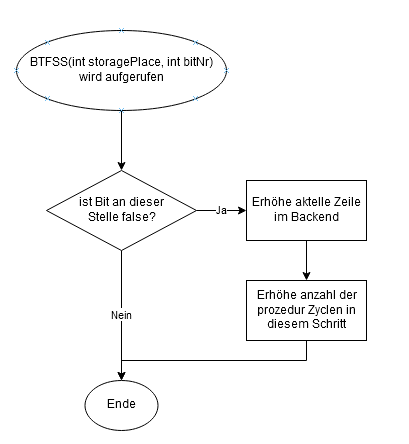 BTFSS(int storagePlace, int bitNr)
wird aufgerufen
ist Bit an dieser
Stelle false?
Ja
Erhöhe aktelle Zeile
im Backend
Erhöhe anzahl der
prozedur Zyclen in
diesem Schritt
Nein
Ende